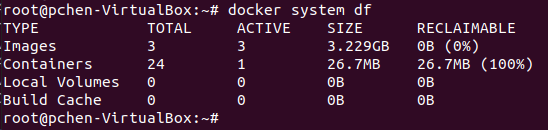 root@pchen-VirtualBox:~# docker system df
TYPE TOTAL ACTIVE SIZE RECLAIMABLE
Images 3 3 3.229GB 0B (0%)
Containers 24 1 26.7MB 26.7MB (100%)
Local Volumes 0 0 0B 0B
Build Cache 0 0 0B 0B
root@pchen-VirtualBox:~#